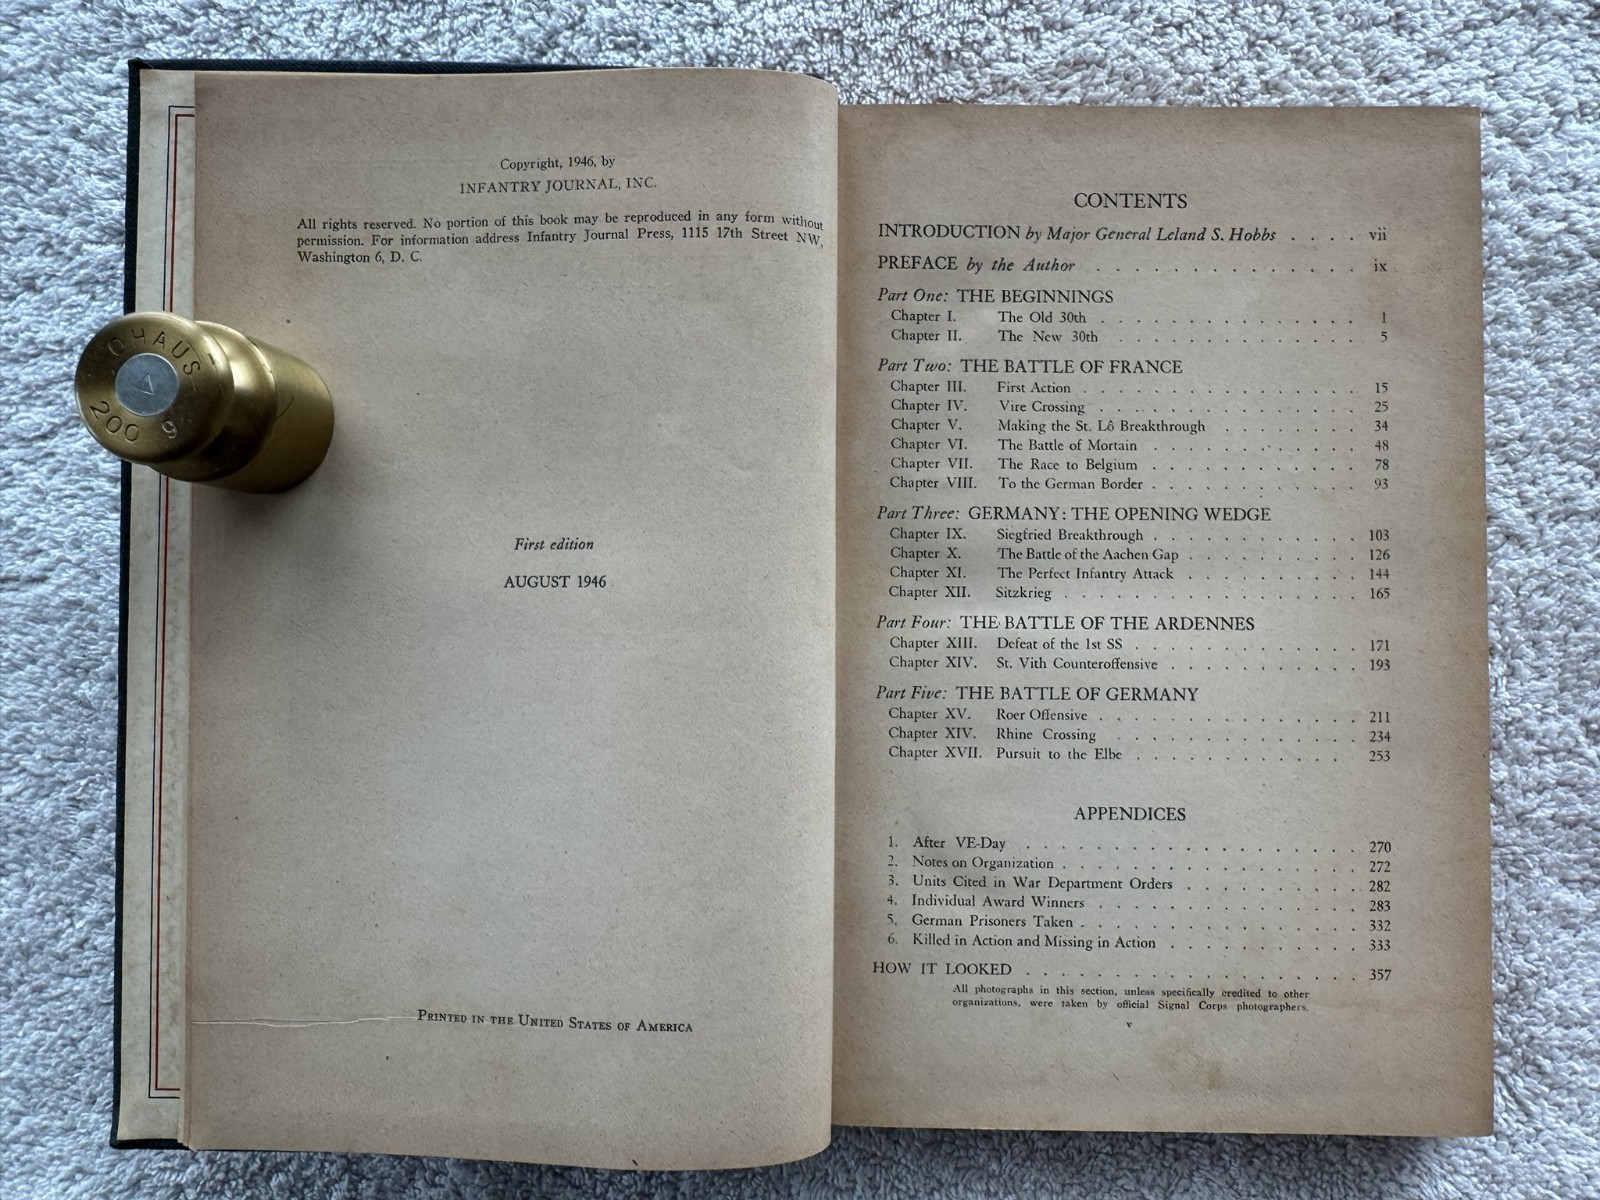 Copyright, 1946, by
INFANTRY JOURNAL, INC.
All rights reserved. No portion of this book may be reproduced in any form without
permission. For information address Infantry Journal Press, 1115 17th Street NW,
Washington 6, D. C.
OHAUS
200 g
First edition
AUGUST 1946
PRINTED IN THE UNITED STATES OF AMERICA
CONTENTS
INTRODUCTION by Major General Leland S. Hobbs . . . . vii
PREFACE by the Author . . . . . . . . . . . . . . ix
Part One: THE BEGINNINGS
Chapter I. The Old 30th . . . . . . . . . . . . . . 1
Chapter II. The New 30th . . . . . . . . . . . . . 5
Part Two: THE BATTLE OF FRANCE
Chapter III. First Action . . . . . . . . . . . . . . . 15
Chapter IV. Vire Crossing . . . . . . . . . . . . . . 25
Chapter V. Making the St. Lô Breakthrough . . . . . . . 34
Chapter VI. The Battle of Mortain . . . . . . . . . . . 48
Chapter VII. The Race to Belgium . . . . . . . . . . . 78
Chapter VIII. To the German Border . . . . . . . . . . . 93
Part Three: GERMANY: THE OPENING WEDGE
Chapter IX. Siegfried Breakthrough . . . . . . . . . . . 103
Chapter X. The Battle of the Aachen Gap . . . . . . . . . 126
Chapter XI. The Perfect Infantry Attack . . . . . . . . . 144
Chapter XII. Sitzkrieg . . . . . . . . . . . . . . . 165
Part Four: THE BATTLE OF THE ARDENNES
Chapter XIII. Defeat of the 1st SS . . . . . . . . . . . . 171
Chapter XIV. St. Vith Counteroffensive . . . . . . . . . . 193
Part Five: THE BATTLE OF GERMANY
Chapter XV. Roer Offensive . . . . . . . . . . . . . 211
Chapter XIV. Rhine Crossing . . . . . . . . . . . . . 234
Chapter XVII. Pursuit to the Elbe . . . . . . . . . . . 253
APPENDICES
1. After VE-Day . . . . . . . . . . . . . . . . . 270
2. Notes on Organization . . . . . . . . . . . . . . . 272
3. Units Cited in War Department Orders . . . . . . . . . 282
4. Individual Award Winners . . . . . . . . . . . . . . 283
5. German Prisoners Taken . . . . . . . . . . . . . . 332
6. Killed in Action and Missing in Action . . . . . . . . . . 333
HOW IT LOOKED . . . . . . . . . . . . . . . . . 357
All photographs in this section, unless specifically credited to other
organizations, were taken by official Signal Corps photographers.
v